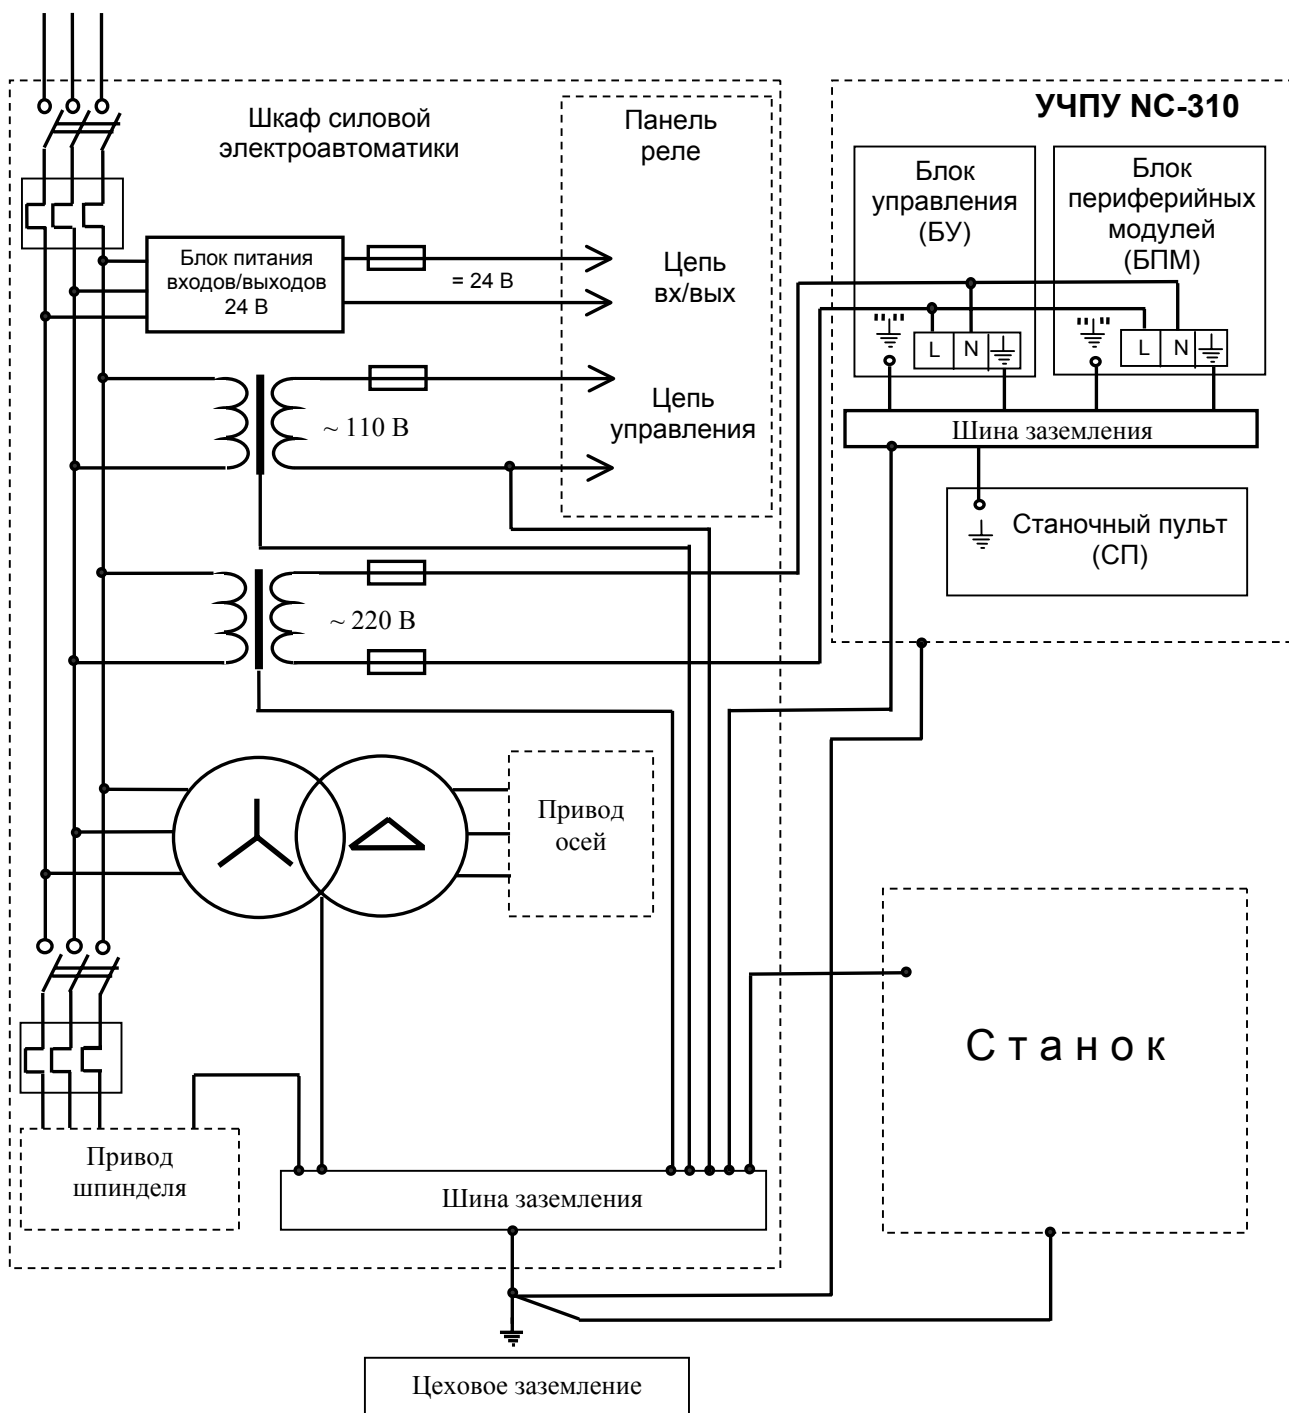 УЧПУ NC-310
Шкаф силовой
электроавтоматики
Панель
реле
Блок
управления
(БУ)
Блок
периферийных
модулей
(БПМ)
Блок питания
входов/выходов
24 В
= 24 В
Цепь
вх/вых
L N
L N
~ 110 В
Цепь
управления
Шина заземления
Станочный пульт
(СП)
~ 220 В
Привод
осей
Станок
Привод
шпинделя
Шина заземления
Цеховое заземление